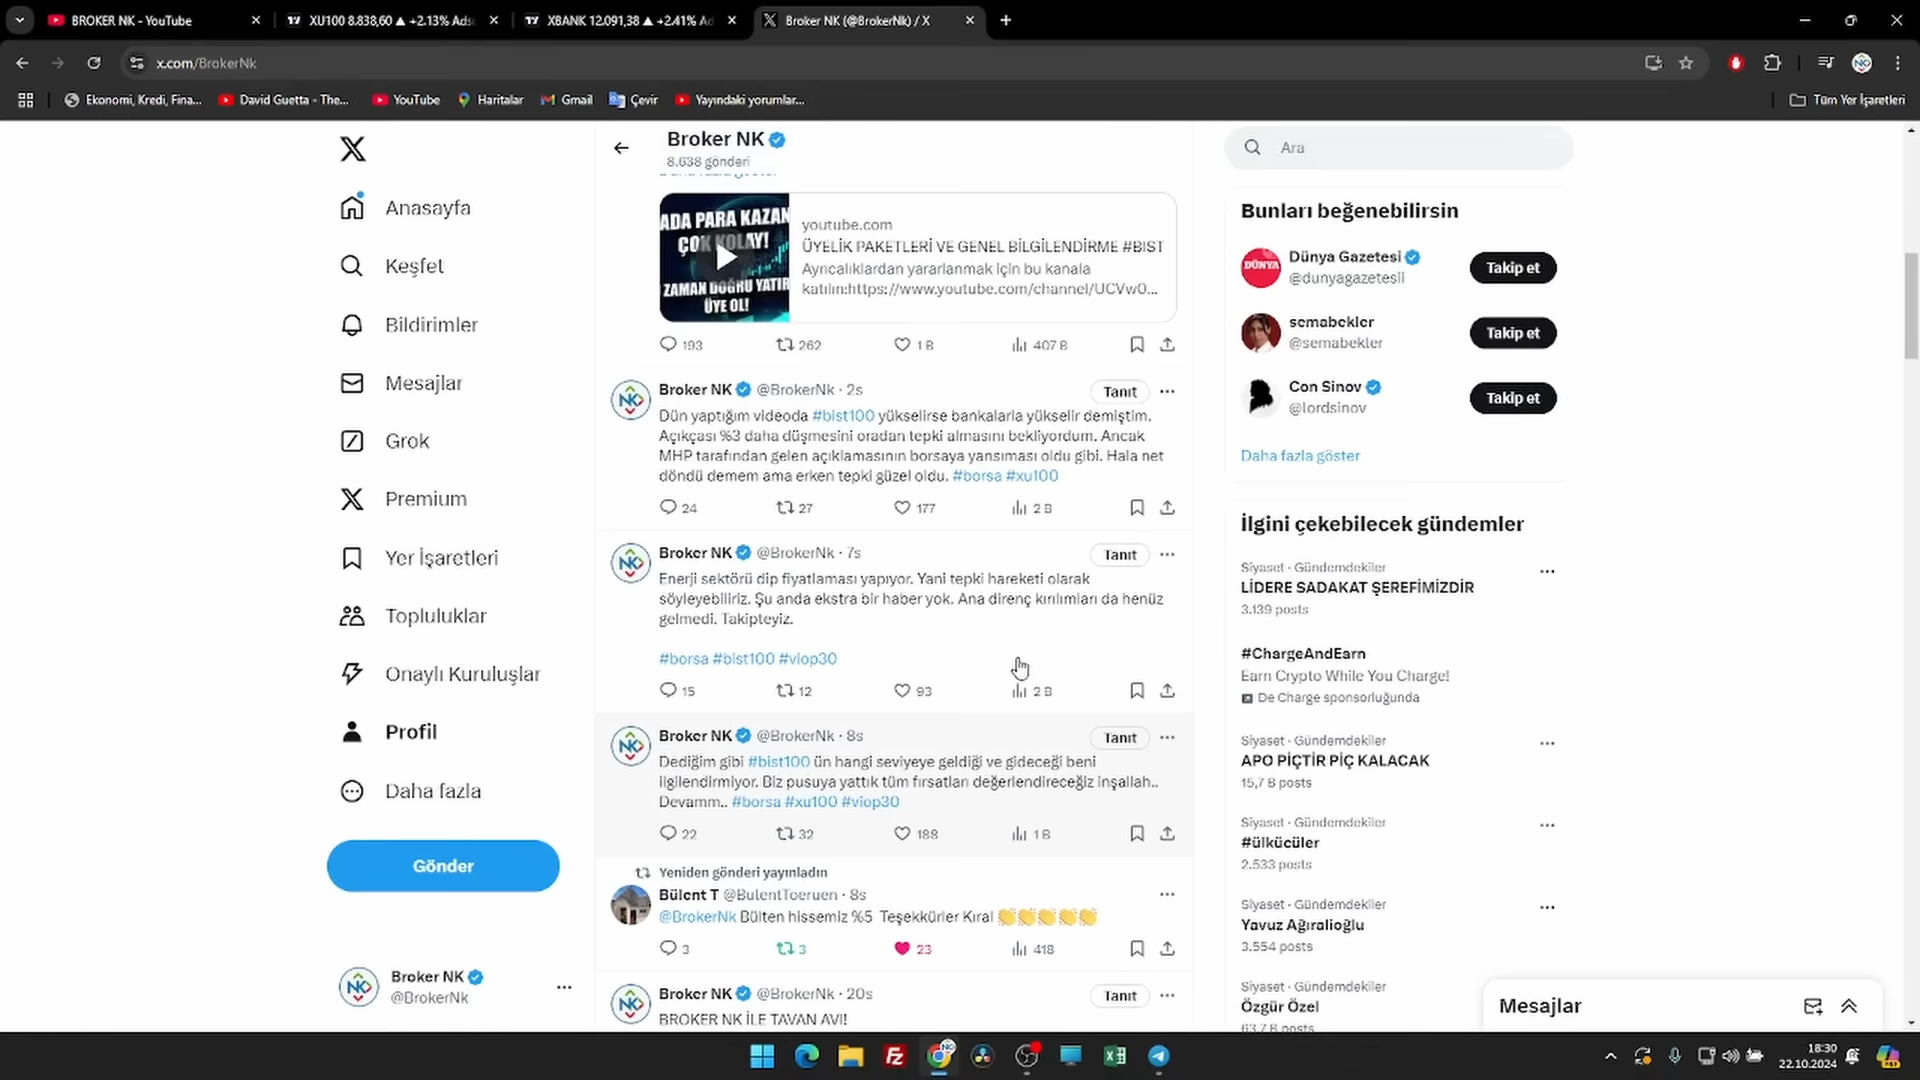 BROKER NK - YouTube
XU100 8.838,60 ▲ +2.13% Ads
XBANK 12.091,38 ▲ +2.41% Ad
Broker NK (@BrokerNk) / X
x.com/BrokerNk
Ekonomi, Kredi, Fina...
David Guetta - The...
YouTube
Haritalar
Gmail
Çevir
Yayındaki yorumlar...
Tüm Yer İşaretleri
Anasayfa
Keşfet
Bildirimler
Mesajlar
Grok
Premium
Yer İşaretleri
Topluluklar
Onaylı Kuruluşlar
Profil
Daha fazla
Gönder
Broker NK
@BrokerNk
Broker NK
8.638 gönderi
ADA PARA KAZAN
ÇOK KOLAY!
ZAMAN DOĞRU YATIR
ÜYE OL!
youtube.com
ÜYELİK PAKETLERİ VE GENEL BİLGİLENDİRME #BIST
Ayrıcalıklardan yararlanmak için bu kanala
katılın:https://www.youtube.com/channel/UCVw0...
193 262 1 B 407 B
Broker NK @BrokerNk · 2s
Tanıt
Dün yaptığım videoda #bist100 yükselirse bankalarla yükselir demiştim.
Açıkçası %3 daha düşmesini oradan tepki almasını bekliyordum. Ancak
MHP tarafından gelen açıklamasının borsaya yansıması oldu gibi. Hala net
döndü demem ama erken tepki güzel oldu. #borsa #xu100
24 27 177 2 B
Broker NK @BrokerNk · 7s
Tanıt
Enerji sektörü dip fiyatlaması yapıyor. Yani tepki hareketi olarak
söyleyebiliriz. Şu anda ekstra bir haber yok. Ana direnç kırılımları da henüz
gelmedi. Takipteyiz.
#borsa #bist100 #viop30
15 12 93 2 B
Broker NK @BrokerNk · 8s
Tanıt
Dediğim gibi #bist100 ün hangi seviyeye geldiği ve gideceği beni
ilgilendirmiyor. Biz pusuya yattık tüm fırsatları değerlendireceğiz inşallah..
Devamm.. #borsa #xu100 #viop30
22 32 188 1 B
Yeniden gönderi yayınladın
Bülent T @BulentToeruen · 8s
@BrokerNk Bülten hissemiz %5 Teşekkürler Kıral 👏👏👏👏👏
3 3 23 418
Broker NK @BrokerNk · 20s
Tanıt
BROKER NK İLE TAVAN AVI!
Ara
Bunları beğenebilirsin
Dünya Gazetesi
@dunyagazetesii
Takip et
semabekler
@semabekler
Takip et
Con Sinov
@lordsinov
Takip et
Daha fazla göster
İlgini çekebilecek gündemler
Siyaset · Gündemdekiler
LİDERE SADAKAT ŞEREFİMİZDİR
3.139 posts
#ChargeAndEarn
Earn Crypto While You Charge!
De Charge sponsorluğunda
Siyaset · Gündemdekiler
APO PİÇTİR PİÇ KALACAK
15,7 B posts
Siyaset · Gündemdekiler
#ülkücüler
2.533 posts
Siyaset · Gündemdekiler
Yavuz Ağıralioğlu
3.554 posts
Siyaset · Gündemdekiler
Özgür Özel
63,7 B posts
Mesajlar
18:30
22.10.2024